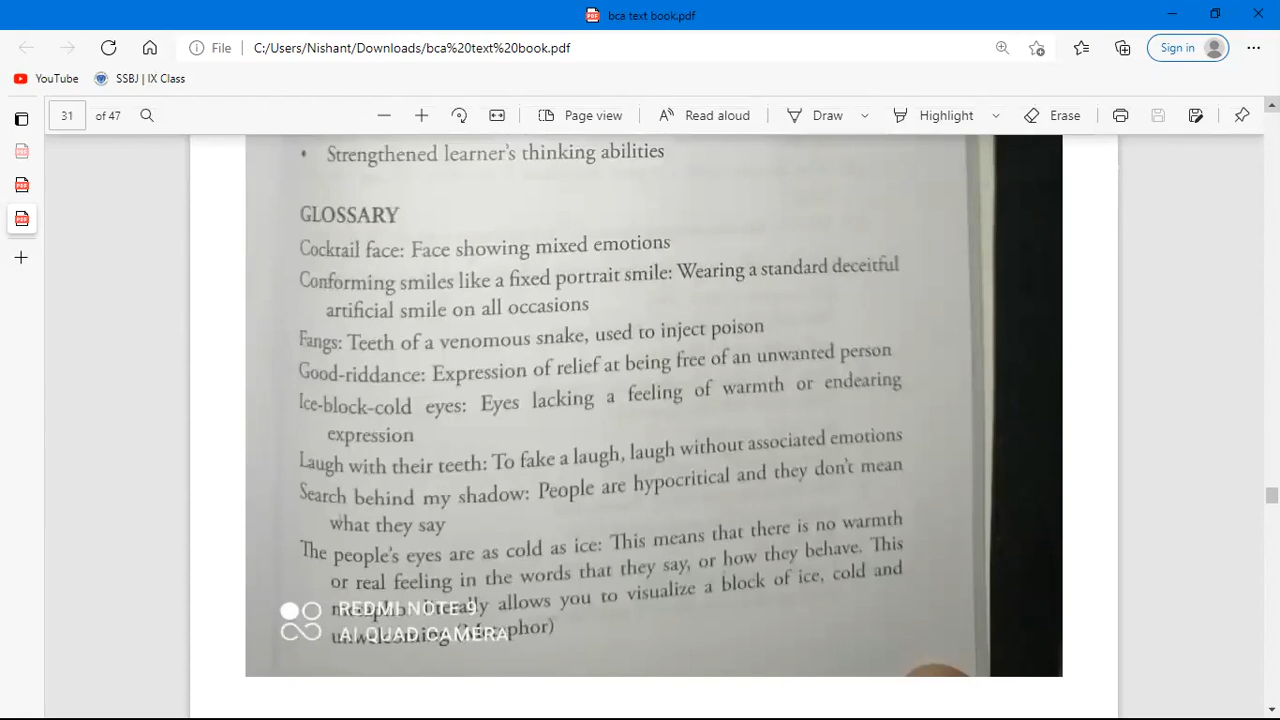 bca text book.pdf
File C:/Users/Nishant/Downloads/bca%20text%20book.pdf Sign in
YouTube SSBJ | IX Class
31 of 47 Page view Read aloud Draw Highlight Erase
• Strengthened learner's thinking abilities
GLOSSARY
Cocktail face: Face showing mixed emotions
Conforming smiles like a fixed portrait smile: Wearing a standard deceitful
artificial smile on all occasions
Fangs: Teeth of a venomous snake, used to inject poison
Good-riddance: Expression of relief at being free of an unwanted person
Ice-block-cold eyes: Eyes lacking a feeling of warmth or endearing
expression
Laugh with their teeth: To fake a laugh, laugh without associated emotions
Search behind my shadow: People are hypocritical and they don't mean
what they say
The people's eyes are as cold as ice: This means that there is no warmth
or real feeling in the words that they say, or how they behave. This
allows you to visualize a block of ice, cold and
REDMI NOTE 9
AI QUAD CAMERA